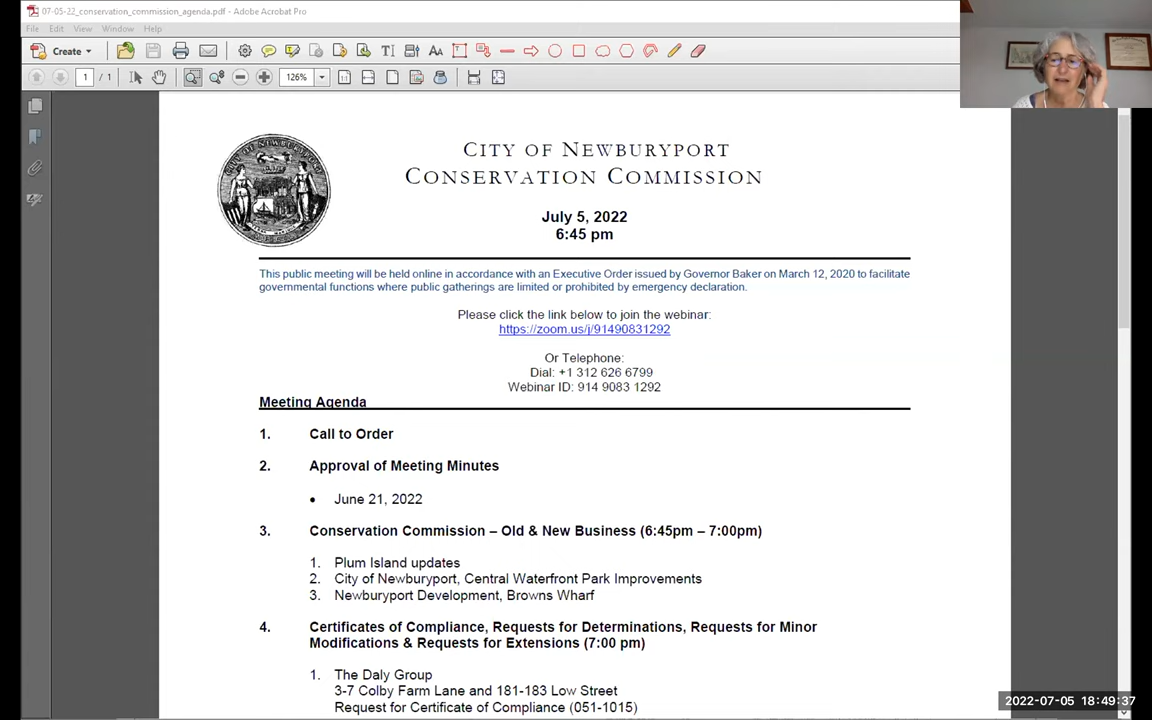 07-05-22_conservation_commission_agenda.pdf - Adobe Acrobat Pro
File Edit View Window Help
Create
1 / 1 126%
CITY OF NEWBURYPORT
CONSERVATION COMMISSION
July 5, 2022
6:45 pm
This public meeting will be held online in accordance with an Executive Order issued by Governor Baker on March 12, 2020 to facilitate
governmental functions where public gatherings are limited or prohibited by emergency declaration.
Please click the link below to join the webinar:
https://zoom.us/j/91490831292
Or Telephone:
Dial: +1 312 626 6799
Webinar ID: 914 9083 1292
Meeting Agenda
1. Call to Order
2. Approval of Meeting Minutes
• June 21, 2022
3. Conservation Commission – Old & New Business (6:45pm – 7:00pm)
1. Plum Island updates
2. City of Newburyport, Central Waterfront Park Improvements
3. Newburyport Development, Browns Wharf
4. Certificates of Compliance, Requests for Determinations, Requests for Minor
Modifications & Requests for Extensions (7:00 pm)
1. The Daly Group
3-7 Colby Farm Lane and 181-183 Low Street
Request for Certificate of Compliance (051-1015)
2022-07-05 18:49:37